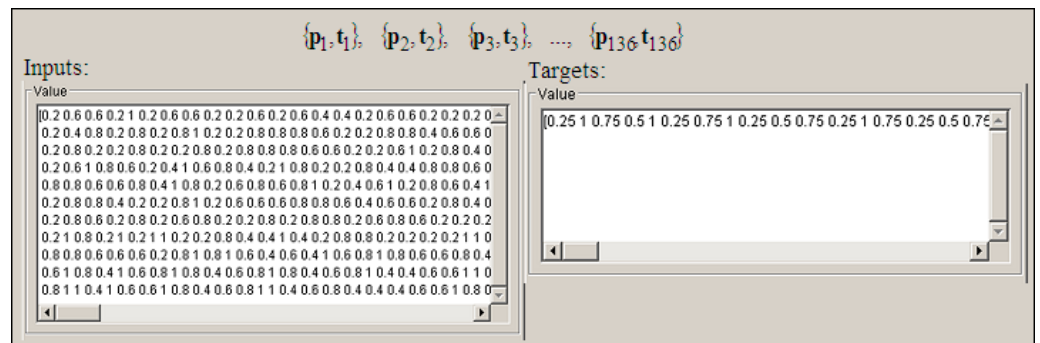 {p1,t1}, {p2,t2}, {p3,t3}, ..., {p136,t136}
Inputs:
Targets:
Value
[0.2 0.6 0.6 0.2 1 0.2 0.6 0.6 0.2 0.2 0.6 0.2 0.6 0.4 0.4 0.2 0.6 0.6 0.2 0.2 0.2 0
0.2 0.4 0.8 0.2 0.8 0.2 0.8 1 0.2 0.2 0.8 0.8 0.8 0.6 0.2 0.2 0.8 0.8 0.4 0.6 0.6 0
0.2 0.8 0.2 0.2 0.8 0.2 0.2 0.8 0.2 0.8 0.8 0.8 0.6 0.6 0.2 0.2 0.6 1 0.2 0.8 0.4 0
0.2 0.6 1 0.8 0.6 0.2 0.4 1 0.6 0.8 0.4 0.2 1 0.8 0.2 0.2 0.8 0.4 0.4 0.8 0.8 0.6 0
0.8 0.8 0.6 0.6 0.8 0.4 1 0.8 0.2 0.6 0.8 0.6 0.8 1 0.2 0.4 0.6 1 0.2 0.8 0.6 0.4 1
0.2 0.8 0.8 0.4 0.2 0.2 0.8 1 0.2 0.6 0.6 0.6 0.8 0.8 0.6 0.4 0.6 0.6 0.2 0.8 0.4 0
0.2 0.8 0.6 0.2 0.8 0.2 0.6 0.8 0.2 0.2 0.8 0.2 0.8 0.8 0.2 0.6 0.8 0.6 0.2 0.2 0.2
0.2 1 0.8 0.2 1 0.2 1 1 0.2 0.2 0.8 0.4 0.4 1 0.4 0.2 0.8 0.8 0.2 0.2 0.2 0.2 1 1 0
0.8 0.8 0.6 0.6 0.6 0.2 0.8 1 0.8 1 0.6 0.4 0.6 0.4 1 0.6 0.8 1 0.8 0.6 0.6 0.8 0.4
0.6 1 0.8 0.4 1 0.6 0.8 1 0.8 0.4 0.6 0.8 1 0.8 0.4 0.6 0.8 1 0.4 0.4 0.6 0.6 1 1 0
0.8 1 1 0.4 1 0.6 0.6 1 0.8 0.4 0.6 0.8 1 1 0.4 0.6 0.8 0.4 0.4 0.4 0.6 0.6 1 0.8 0
Value
[0.25 1 0.75 0.5 1 0.25 0.75 1 0.25 0.5 0.75 0.25 1 0.75 0.25 0.5 0.75